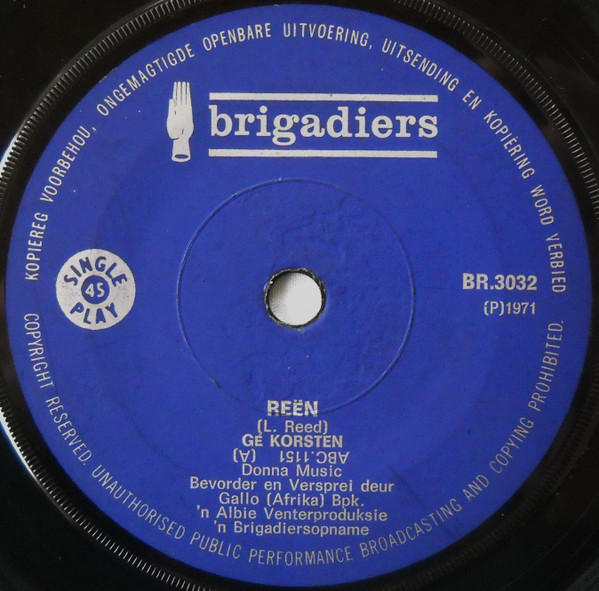 KOPIEREG VOORBEHOU, ONGEMAGTIGDE OPENBARE UITVOERING, UITSENDING EN KOPIËRING WORD VERBIED
brigadiers
SINGLE
45
PLAY
BR.3032
(P)1971
REËN
(L. Reed)
GÉ KORSTEN
ABC.1151 (A)
Donna Music
Bevorder en Versprei deur
Gallo (Afrika) Bpk.
'n Albie Venterproduksie
'n Brigadiersopname
COPYRIGHT RESERVED. UNAUTHORISED PUBLIC PERFORMANCE BROADCASTING AND COPYING PROHIBITED.